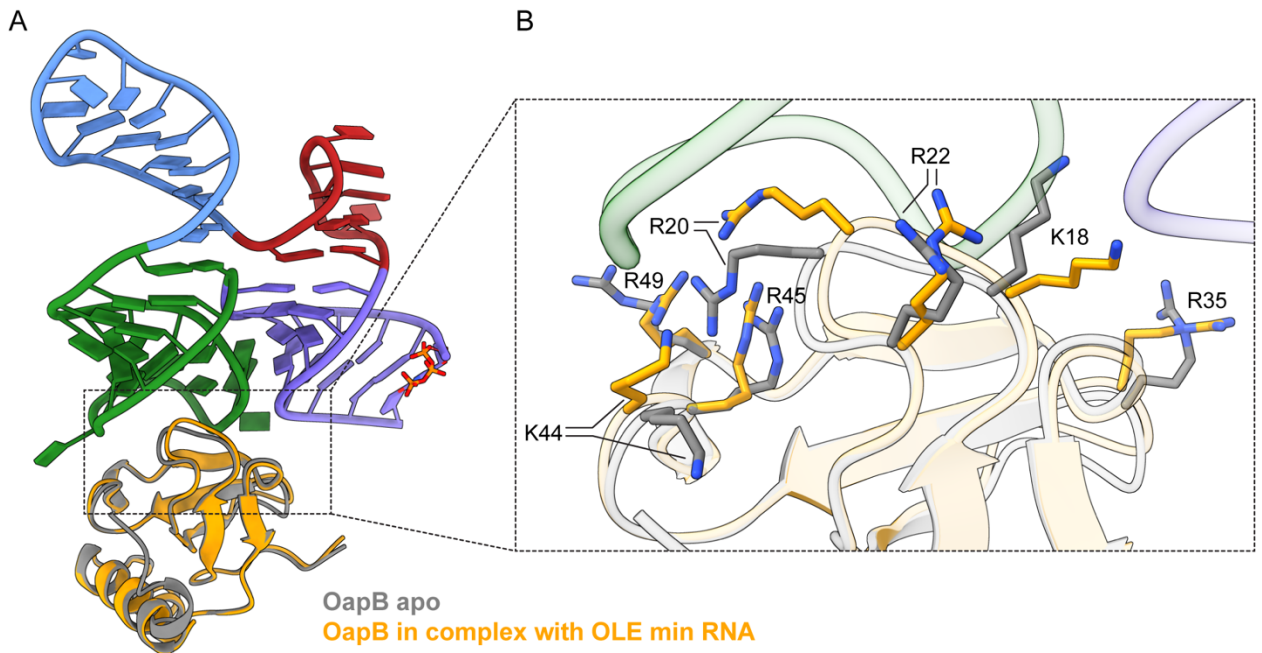 A
B
R22
R20
K18
R49
R45
R35
K44
OapB apo
OapB in complex with OLE min RNA